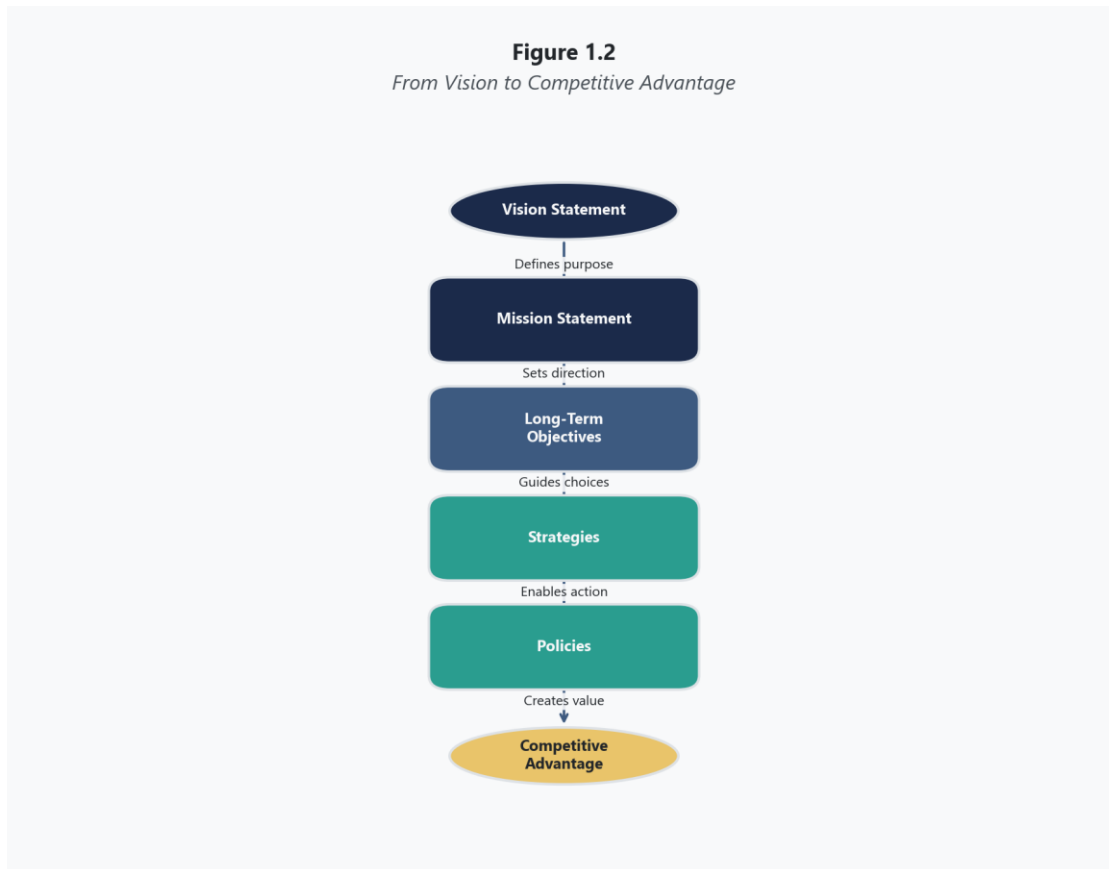 Figure 1.2
From Vision to Competitive Advantage
Vision Statement
Defines purpose
Mission Statement
Sets direction
Long-Term
Objectives
Guides choices
Strategies
Enables action
Policies
Creates value
Competitive
Advantage